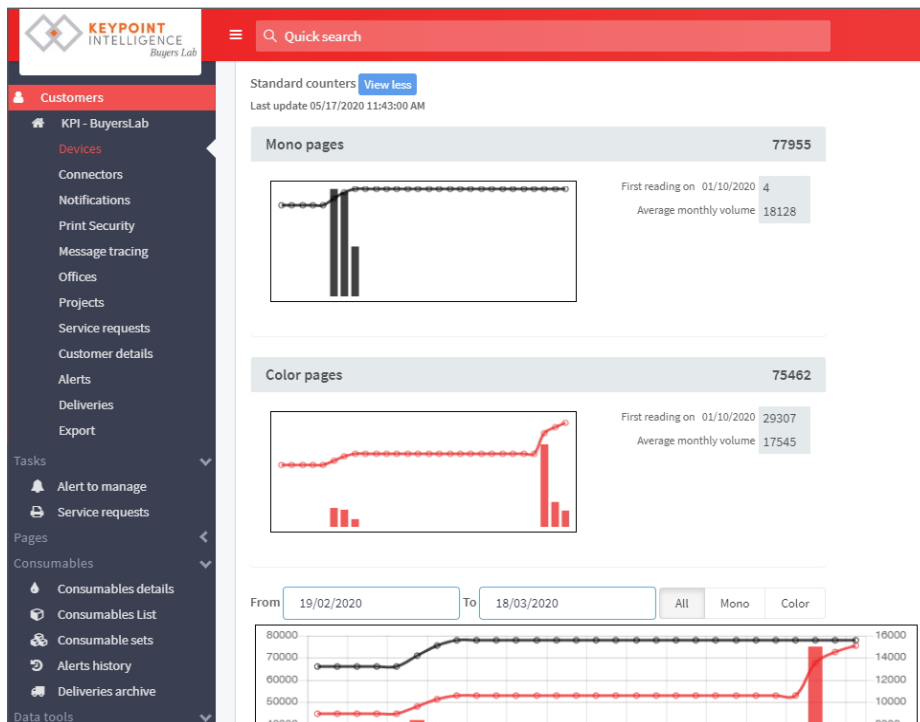 KEYPOINT
INTELLIGENCE
Buyers Lab
Quick search
Customers
KPI - BuyersLab
Devices
Connectors
Notifications
Print Security
Message tracing
Offices
Projects
Service requests
Customer details
Alerts
Deliveries
Export
Tasks
Alert to manage
Service requests
Pages
Consumables
Consumables details
Consumables List
Consumable sets
Alerts history
Deliveries archive
Data tools
Standard counters View less
Last update 05/17/2020 11:43:00 AM
Mono pages 77955
First reading on 01/10/2020 4
Average monthly volume 18128
Color pages 75462
First reading on 01/10/2020 29307
Average monthly volume 17545
From 19/02/2020 To 18/03/2020 All Mono Color
80000 16000
70000 14000
60000 12000
50000 10000